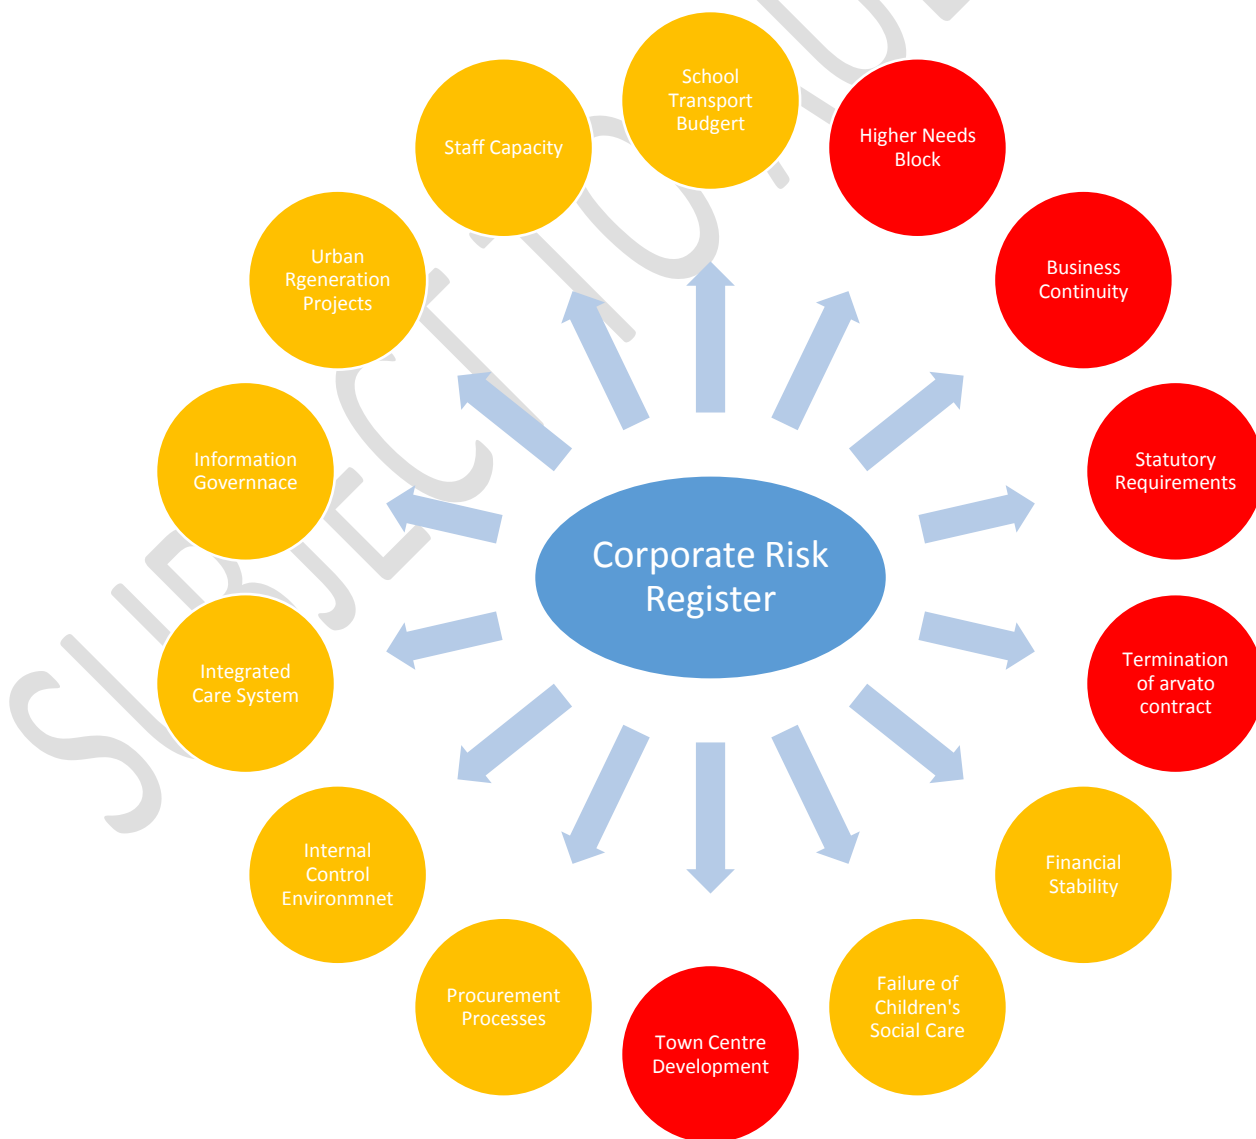 School
Transport
Budgert
Higher Needs
Block
Business
Continuity
Statutory
Requirements
Termination
of arvato
contract
Financial
Stability
Failure of
Children's
Social Care
Town Centre
Development
Procurement
Processes
Internal
Control
Environmnet
Integrated
Care System
Information
Governnace
Urban
Rgeneration
Projects
Staff Capacity
Corporate Risk
Register
SUBJECT TO